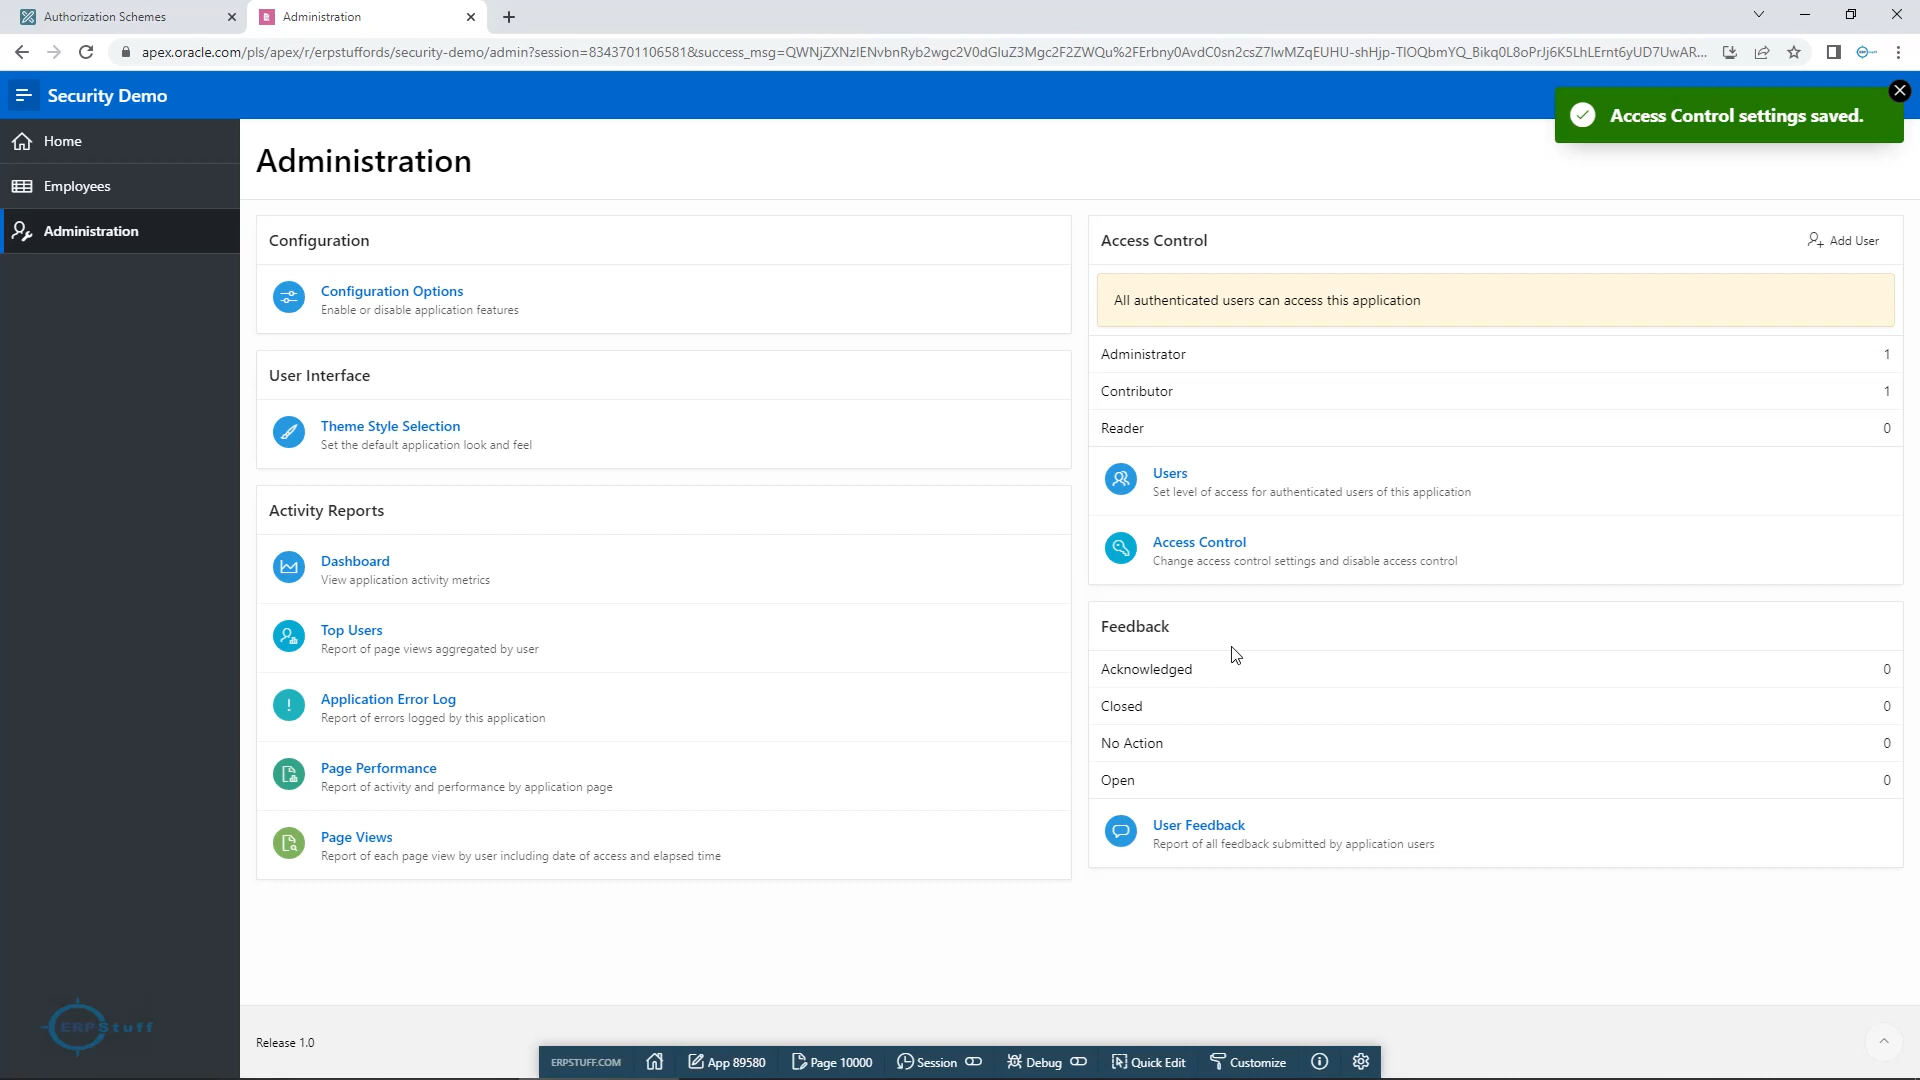 Authorization Schemes
Administration
apex.oracle.com/pls/apex/r/erpstuffords/security-demo/admin?session=8343701106581&success_msg=QWNjZXNzIENvbnRyb2wgc2V0dGluZ3Mgc2F2ZWQu%2FErbny0AvdC0sn2csZ7IwMZqEUHU-shHjp-TIOQbmYQ_Bikq0L8oPrJj6K5LhLErnt6yUD7UwAR...
Security Demo
Access Control settings saved.
Home
Employees
Administration
Administration
Configuration
Configuration Options
Enable or disable application features
User Interface
Theme Style Selection
Set the default application look and feel
Activity Reports
Dashboard
View application activity metrics
Top Users
Report of page views aggregated by user
Application Error Log
Report of errors logged by this application
Page Performance
Report of activity and performance by application page
Page Views
Report of each page view by user including date of access and elapsed time
Access Control
Add User
All authenticated users can access this application
Administrator 1
Contributor 1
Reader 0
Users
Set level of access for authenticated users of this application
Access Control
Change access control settings and disable access control
Feedback
Acknowledged 0
Closed 0
No Action 0
Open 0
User Feedback
Report of all feedback submitted by application users
ERPStuff
Release 1.0
ERPSTUFF.COM App 89580 Page 10000 Session Debug Quick Edit Customize